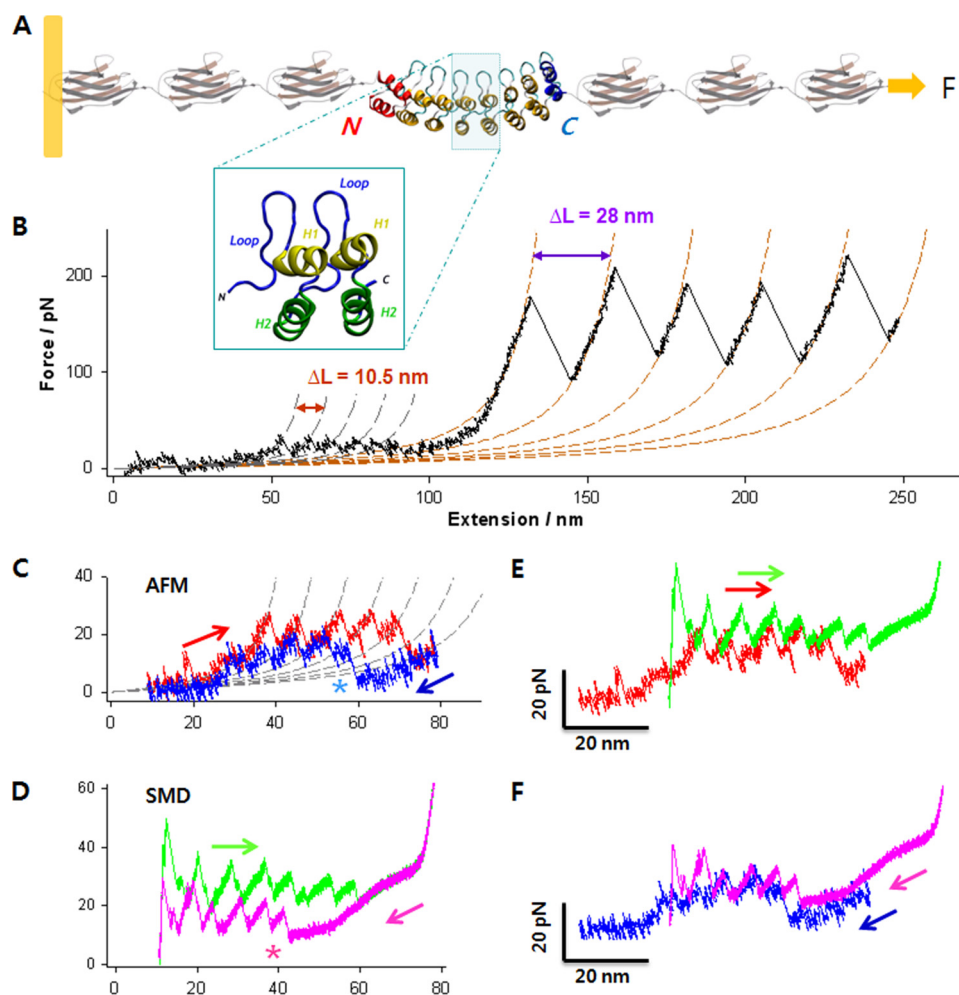 A
F
N
C
Loop
Loop
H1
H1
N
C
H2
H2
B
ΔL = 28 nm
ΔL = 10.5 nm
Force / pN
200
100
0
0 50 100 150 200 250
Extension / nm
C
AFM
40
20
0
0 20 40 60 80
*
E
20 pN
20 nm
D
SMD
60
40
20
0
0 20 40 60 80
*
F
20 pN
20 nm